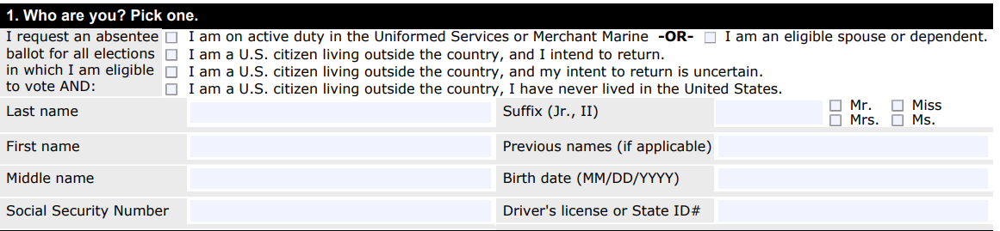 1. Who are you? Pick one.
I request an absentee ballot for all elections in which I am eligible to vote AND:
I am on active duty in the Uniformed Services or Merchant Marine -OR- I am an eligible spouse or dependent.
I am a U.S. citizen living outside the country, and I intend to return.
I am a U.S. citizen living outside the country, and my intent to return is uncertain.
I am a U.S. citizen living outside the country, I have never lived in the United States.
Last name Suffix (Jr., II) Mr. Miss
Mrs. Ms.
First name Previous names (if applicable)
Middle name Birth date (MM/DD/YYYY)
Social Security Number Driver's license or State ID#